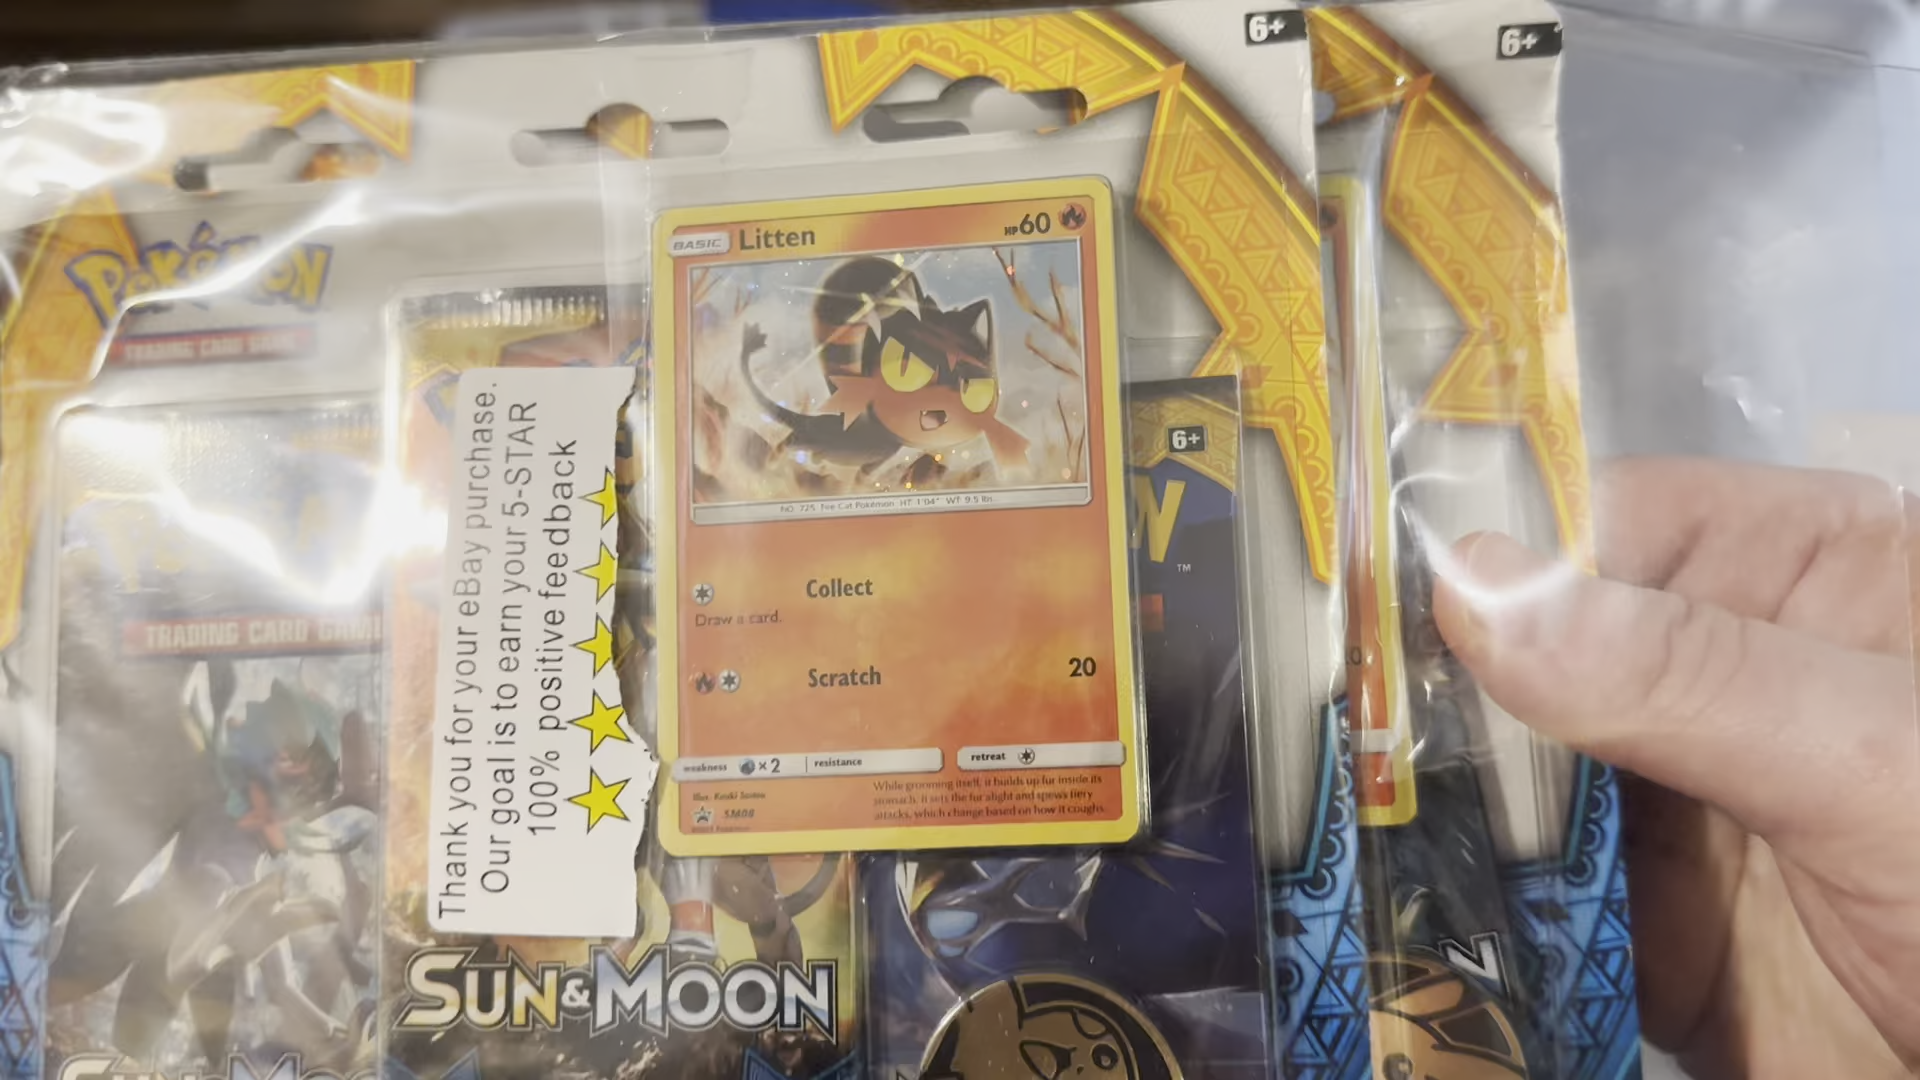 6+
6+
POKéMON
TRADING CARD GAME
BASIC Litten HP 60
NO. 725 Fire Cat Pokémon HT: 1'04" WT: 9.5 lbs.
Collect
Draw a card.
Scratch 20
weakness ×2 resistance retreat
While grooming itself, it builds up fur inside its
stomach. It sets the fur alight and spews fiery
attacks, which change based on how it coughs.
SM08
Thank you for your eBay purchase.
Our goal is to earn your 5-STAR
100% positive feedback
6+
N
TM
TRADING CARD GAME
SUN & MOON
N